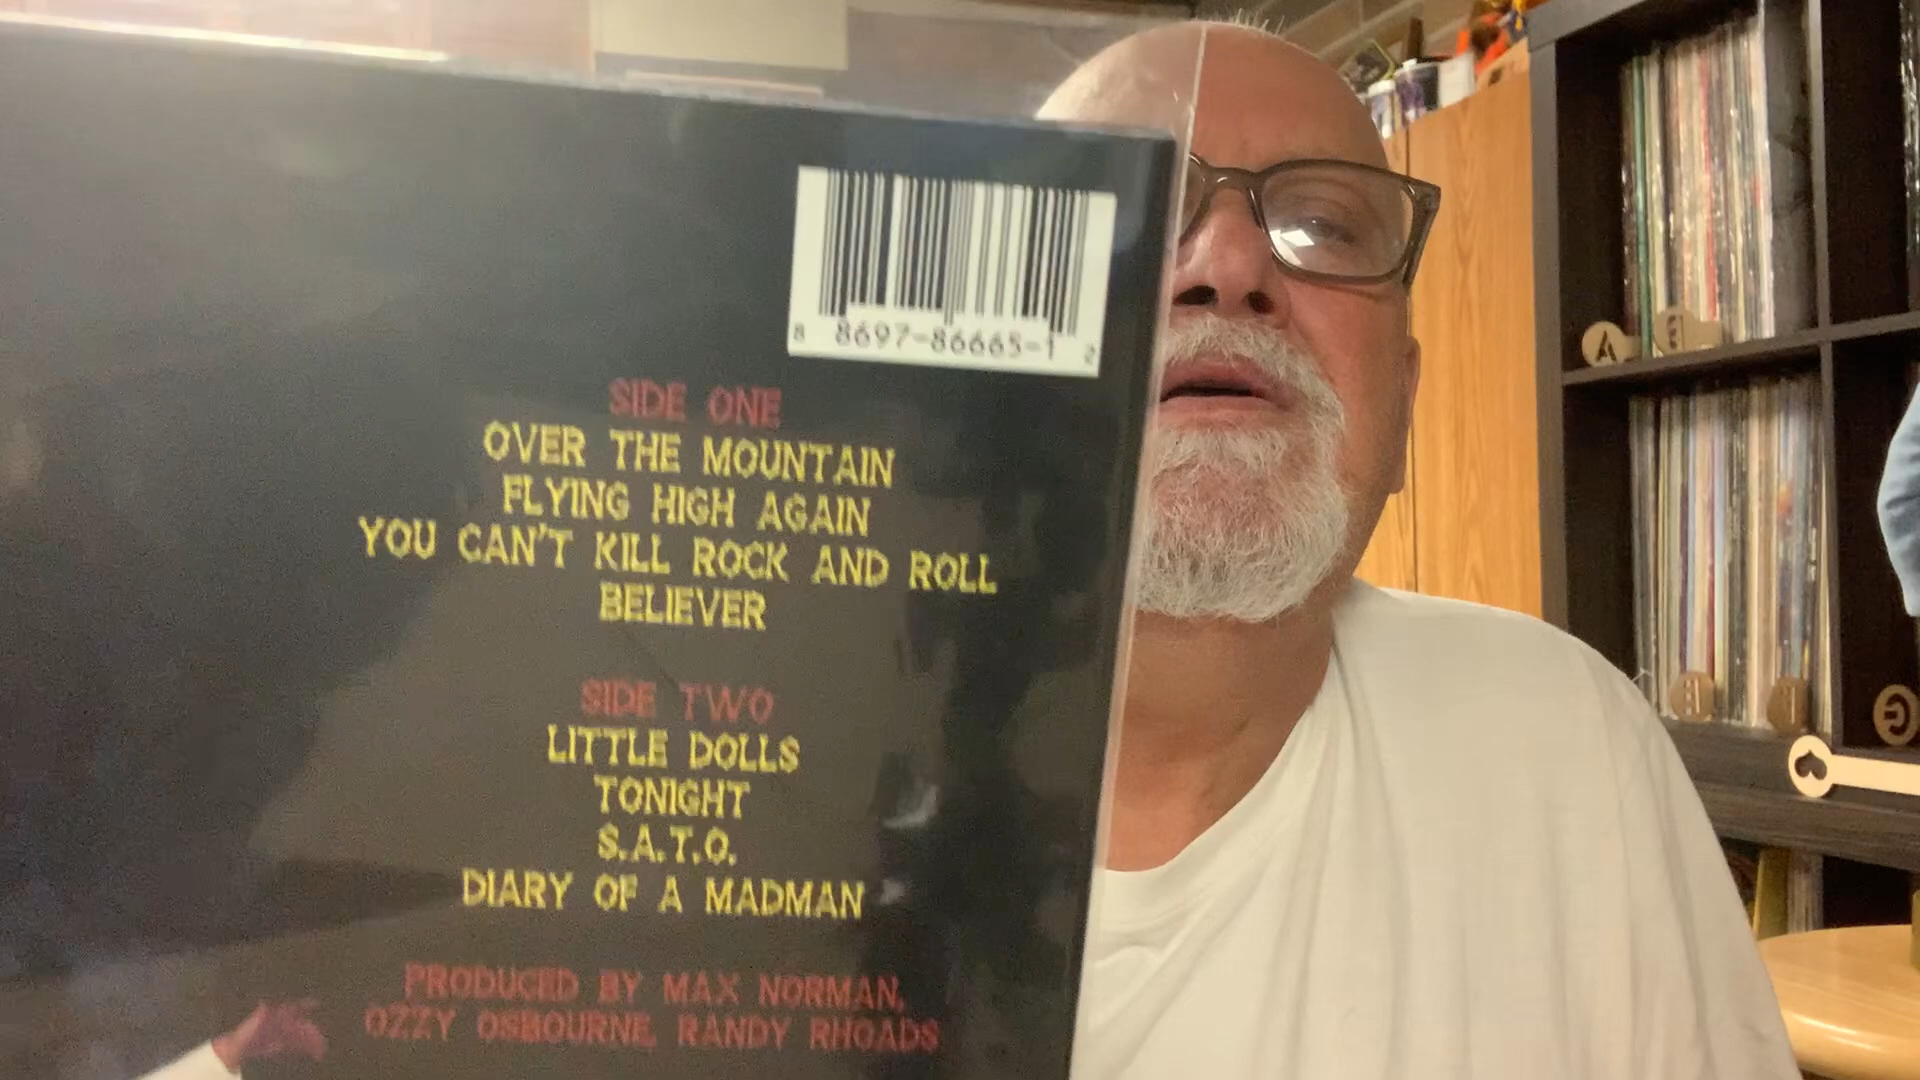 8 8697-86665-1 2
SIDE ONE
OVER THE MOUNTAIN
FLYING HIGH AGAIN
YOU CAN'T KILL ROCK AND ROLL
BELIEVER
SIDE TWO
LITTLE DOLLS
TONIGHT
S.A.T.O.
DIARY OF A MADMAN
PRODUCED BY MAX NORMAN,
OZZY OSBOURNE, RANDY RHOADS
A
B
E
F
G